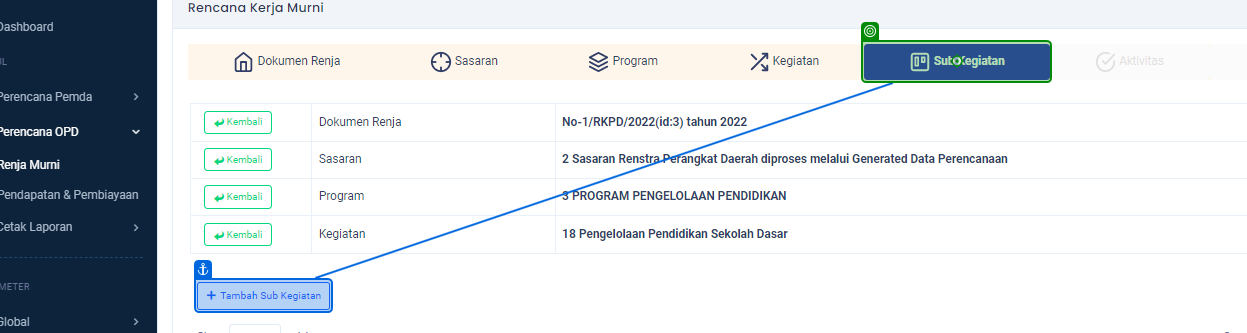 Rencana Kerja Murni
Dashboard
Dokumen Renja
Sasaran
Program
Kegiatan
Sub Kegiatan
Aktivitas
Perencana Pemda
Perencana OPD
Renja Murni
Pendapatan & Pembiayaan
Cetak Laporan
METER
Global
Kembali Dokumen Renja No-1/RKPD/2022(id:3) tahun 2022
Kembali Sasaran 2 Sasaran Renstra Perangkat Daerah diproses melalui Generated Data Perencanaan
Kembali Program 3 PROGRAM PENGELOLAAN PENDIDIKAN
Kembali Kegiatan 18 Pengelolaan Pendidikan Sekolah Dasar
+ Tambah Sub Kegiatan